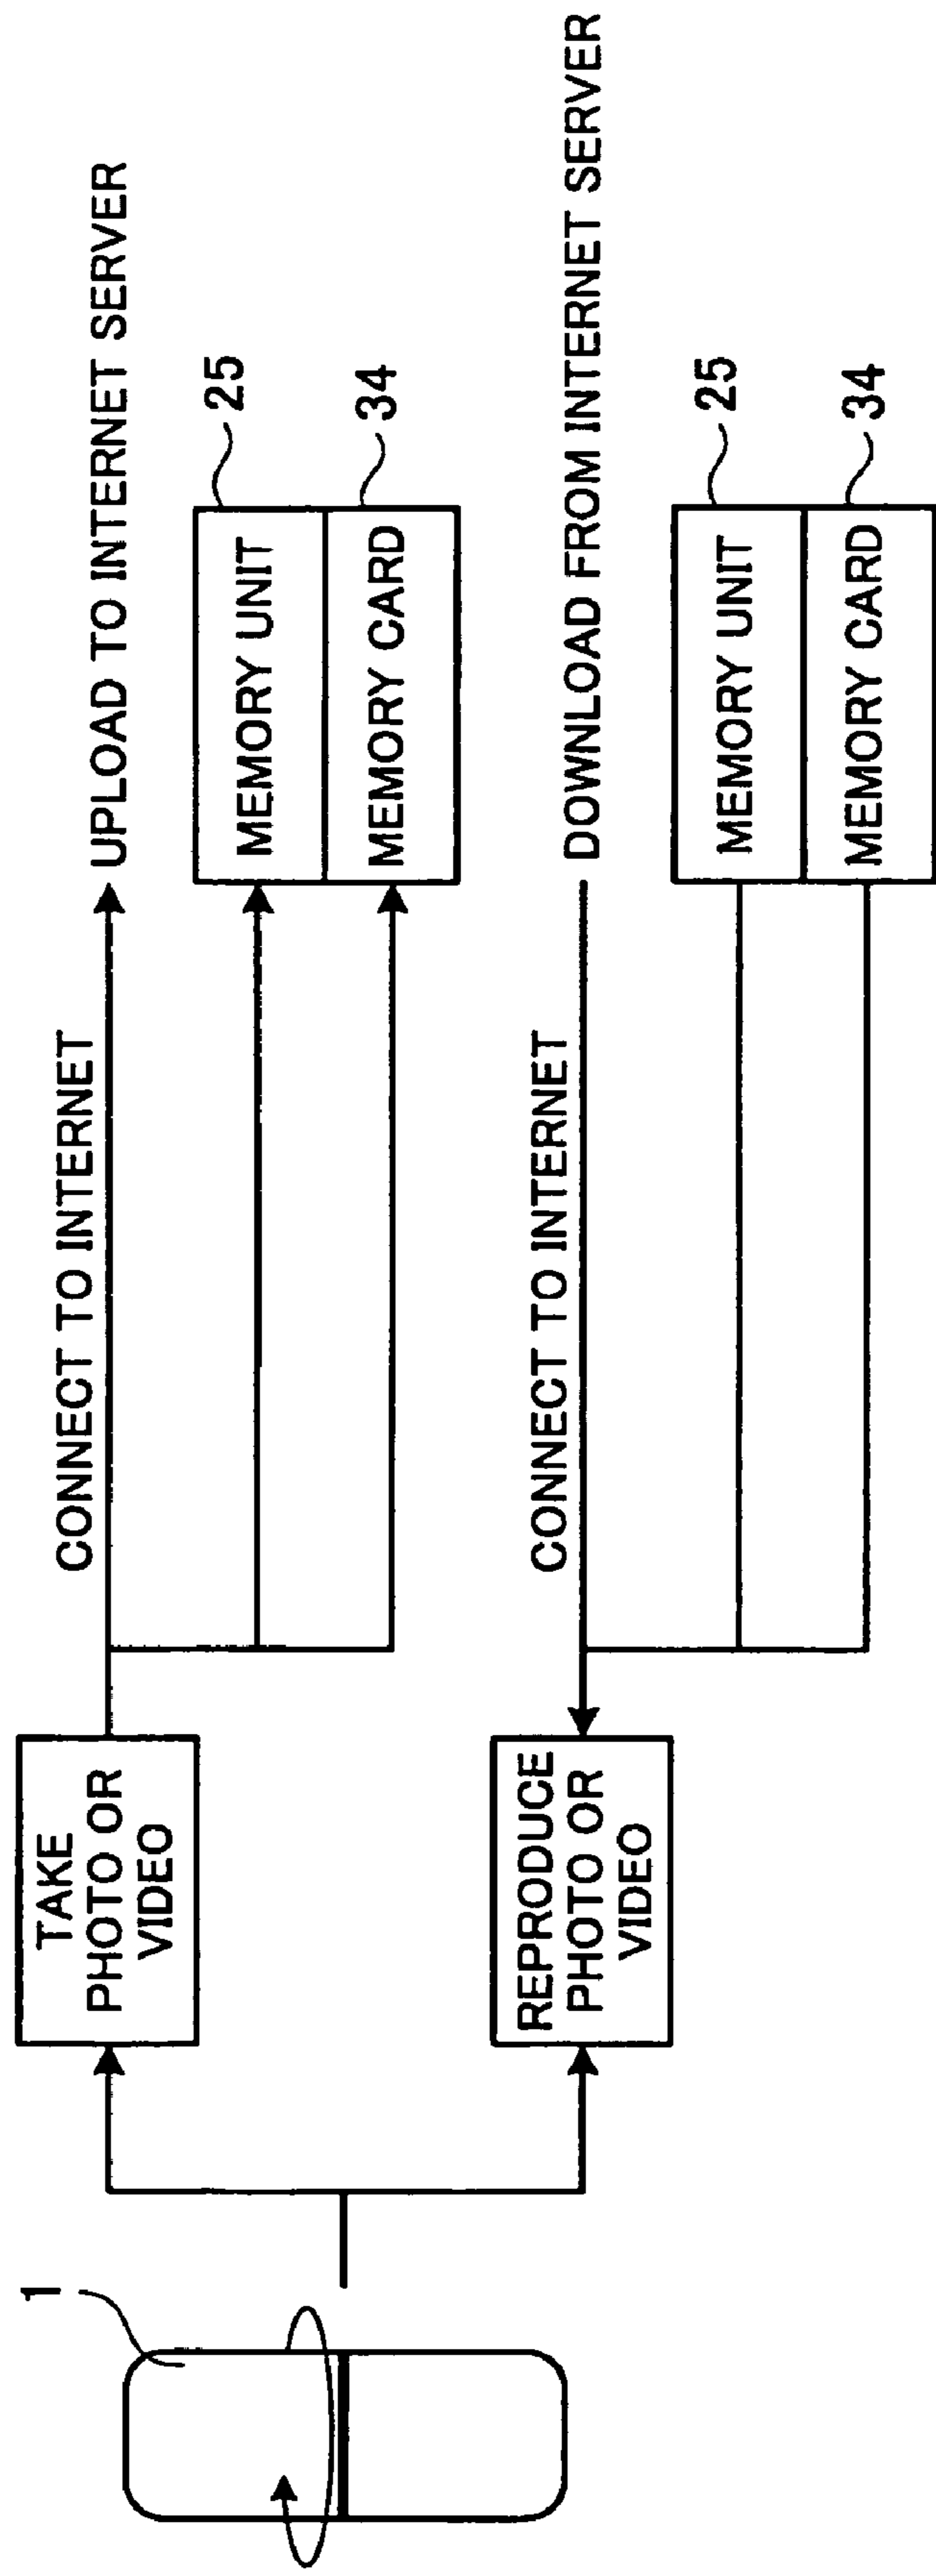 1
TAKE
PHOTO OR
VIDEO
CONNECT TO INTERNET
UPLOAD TO INTERNET SERVER
MEMORY UNIT
25
MEMORY CARD
34
REPRODUCE
PHOTO OR
VIDEO
CONNECT TO INTERNET
DOWNLOAD FROM INTERNET SERVER
MEMORY UNIT
25
MEMORY CARD
34